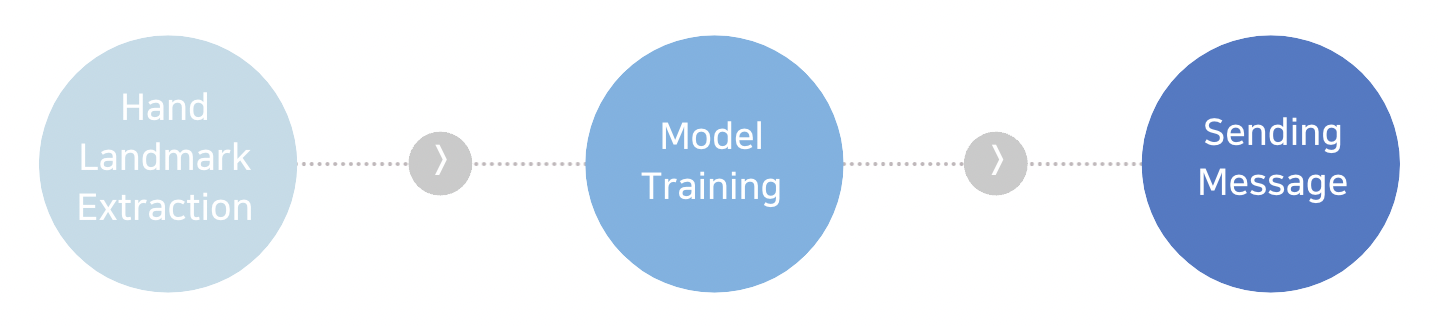 Hand
Landmark
Extraction
Model
Training
Sending
Message